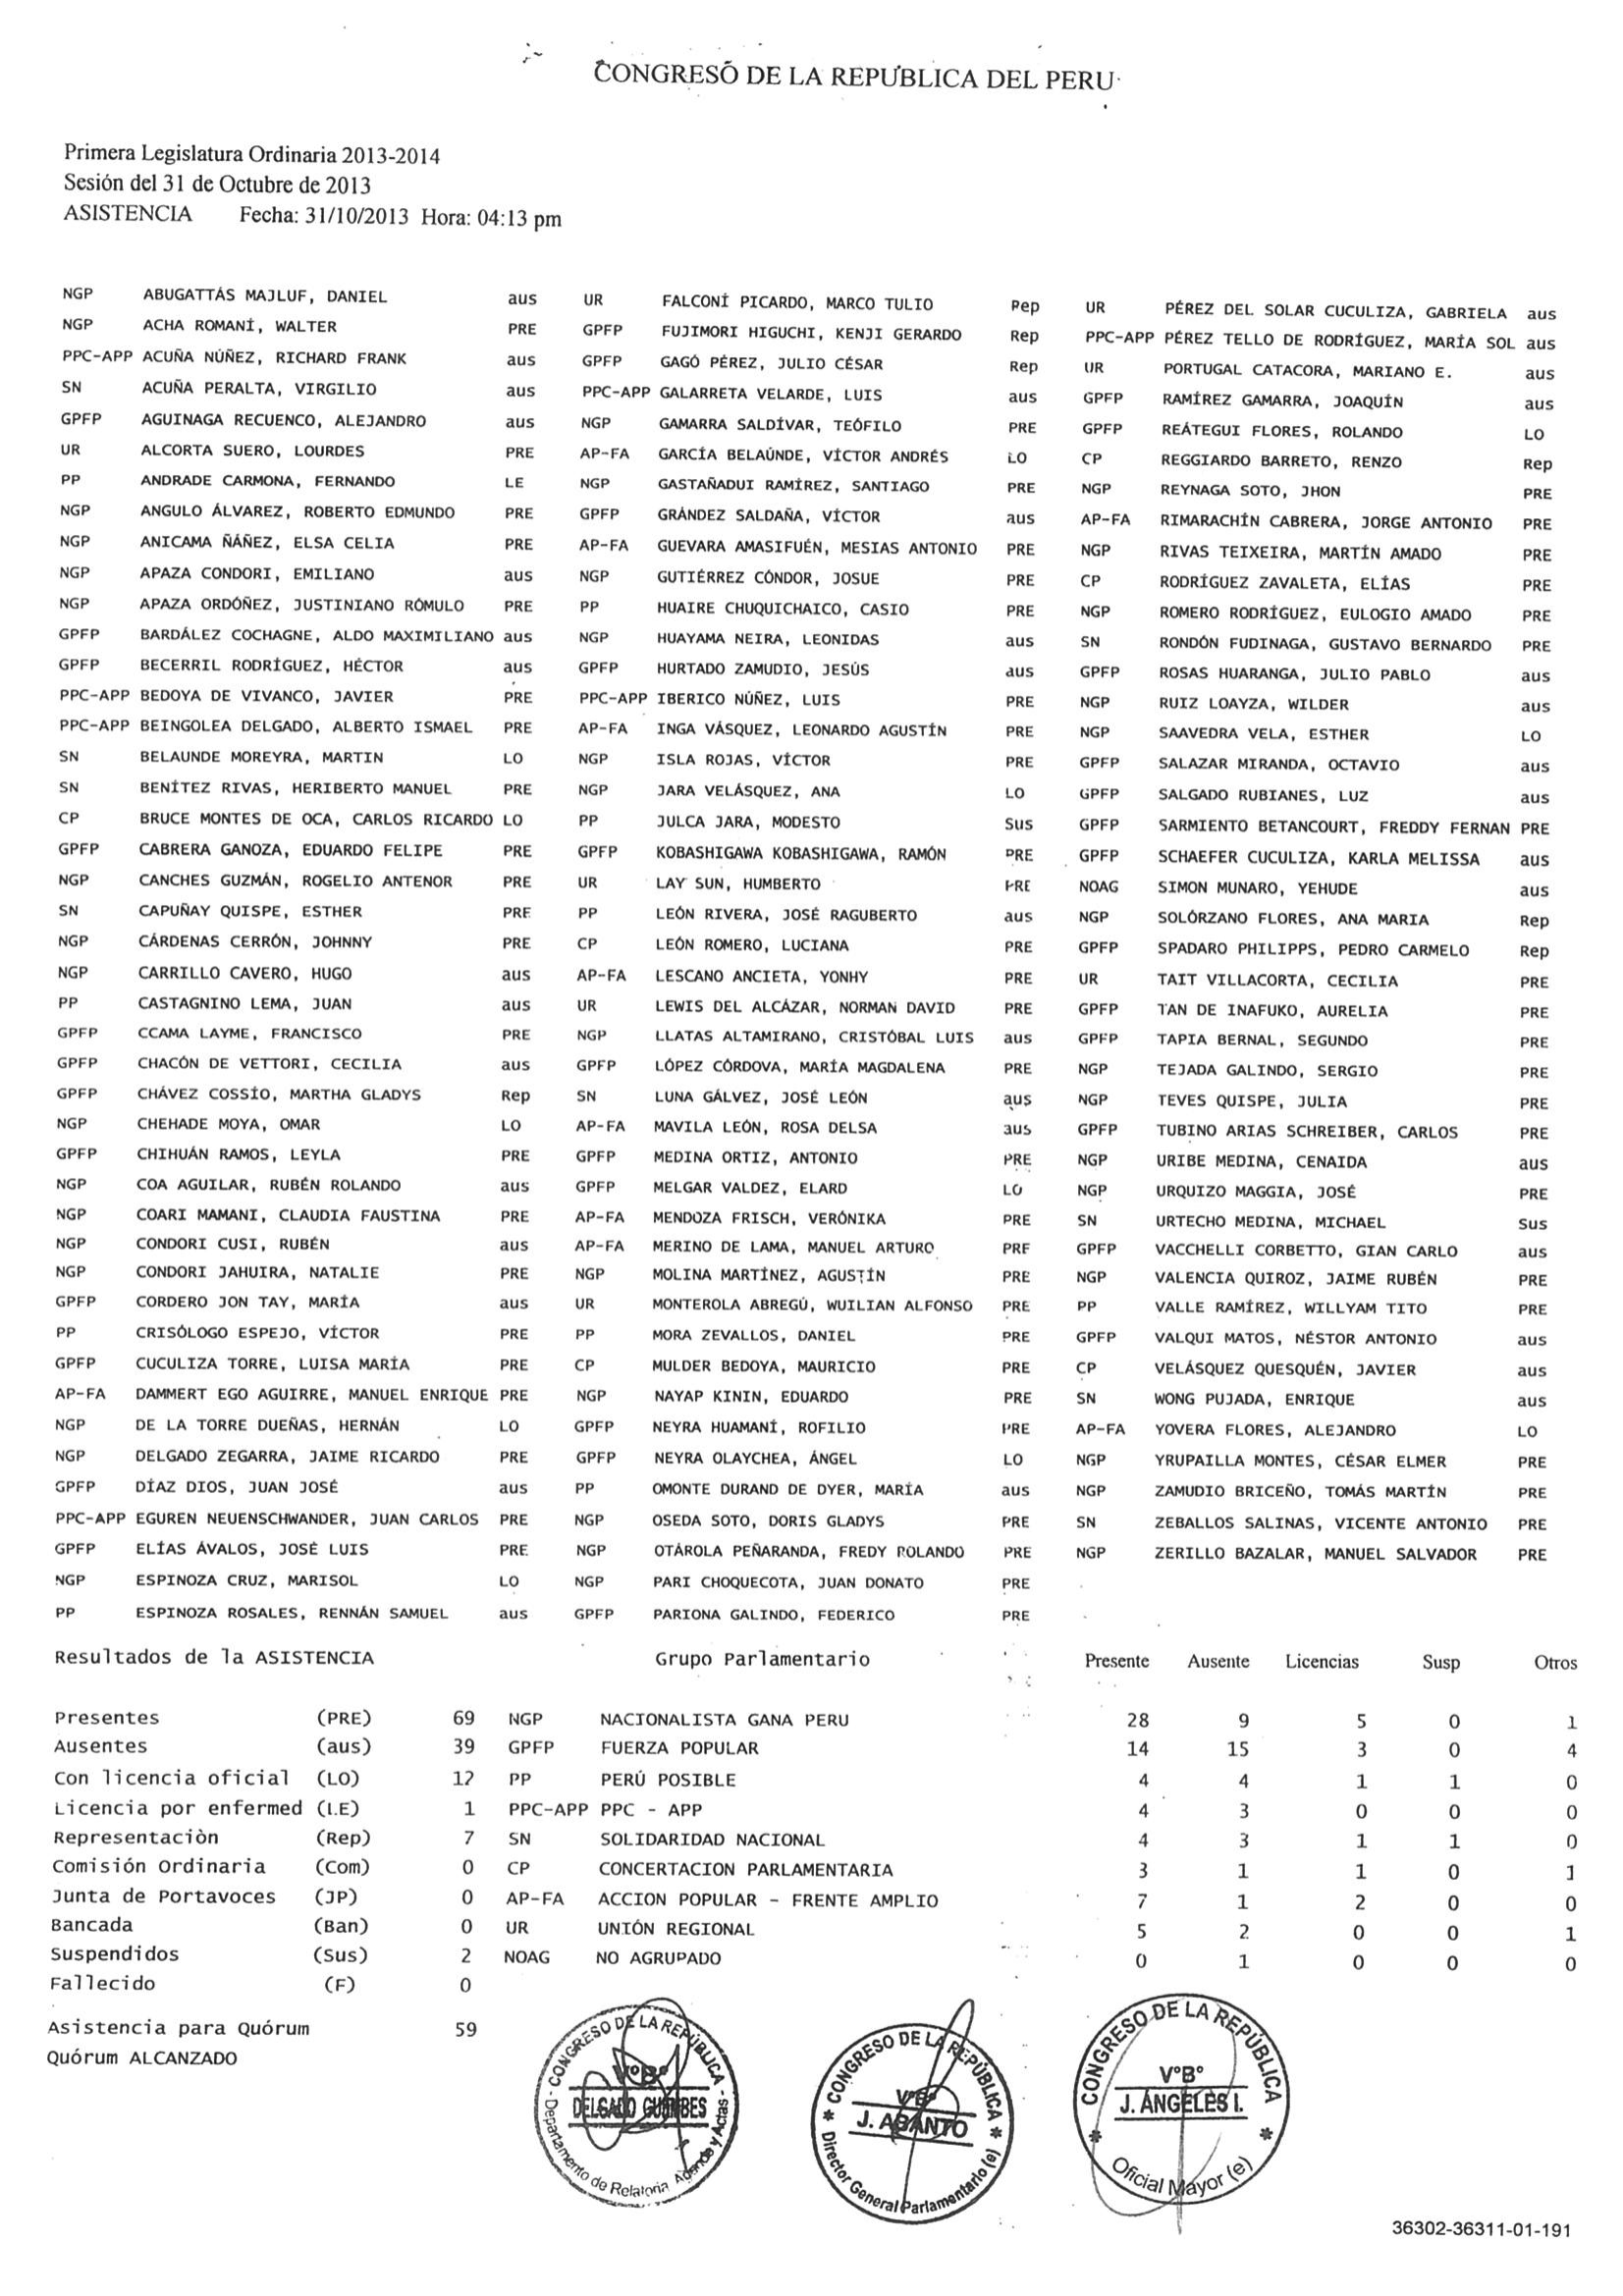 CONGRESO DE LA REPUBLICA DEL PERU
Primera Legislatura Ordinaria 2013-2014
Sesión del 31 de Octubre de 2013
ASISTENCIA Fecha: 31/10/2013 Hora: 04:13 pm
NGP ABUGATTÁS MAJLUF, DANIEL aus
NGP ACHA ROMANÍ, WALTER PRE
PPC-APP ACUÑA NÚÑEZ, RICHARD FRANK aus
SN ACUÑA PERALTA, VIRGILIO aus
GPFP AGUINAGA RECUENCO, ALEJANDRO aus
UR ALCORTA SUERO, LOURDES PRE
PP ANDRADE CARMONA, FERNANDO LE
NGP ANGULO ÁLVAREZ, ROBERTO EDMUNDO PRE
NGP ANICAMA ÑÁÑEZ, ELSA CELIA PRE
NGP APAZA CONDORI, EMILIANO aus
NGP APAZA ORDÓÑEZ, JUSTINIANO RÓMULO PRE
GPFP BARDÁLEZ COCHAGNE, ALDO MAXIMILIANO aus
GPFP BECERRIL RODRÍGUEZ, HÉCTOR aus
PPC-APP BEDOYA DE VIVANCO, JAVIER PRE
PPC-APP BEINGOLEA DELGADO, ALBERTO ISMAEL PRE
SN BELAUNDE MOREYRA, MARTIN LO
SN BENÍTEZ RIVAS, HERIBERTO MANUEL PRE
CP BRUCE MONTES DE OCA, CARLOS RICARDO LO
GPFP CABRERA GANOZA, EDUARDO FELIPE PRE
NGP CANCHES GUZMÁN, ROGELIO ANTENOR PRE
SN CAPUÑAY QUISPE, ESTHER PRE
NGP CÁRDENAS CERRÓN, JOHNNY PRE
NGP CARRILLO CAVERO, HUGO aus
PP CASTAGNINO LEMA, JUAN aus
GPFP CCAMA LAYME, FRANCISCO PRE
GPFP CHACÓN DE VETTORI, CECILIA aus
GPFP CHÁVEZ COSSÍO, MARTHA GLADYS Rep
NGP CHEHADE MOYA, OMAR LO
GPFP CHIHUÁN RAMOS, LEYLA PRE
NGP COA AGUILAR, RUBÉN ROLANDO aus
NGP COARI MAMANI, CLAUDIA FAUSTINA PRE
NGP CONDORI CUSI, RUBÉN aus
NGP CONDORI JAHUIRA, NATALIE PRE
GPFP CORDERO JON TAY, MARÍA aus
PP CRISÓLOGO ESPEJO, VÍCTOR PRE
GPFP CUCULIZA TORRE, LUISA MARÍA PRE
AP-FA DAMMERT EGO AGUIRRE, MANUEL ENRIQUE PRE
NGP DE LA TORRE DUEÑAS, HERNÁN LO
NGP DELGADO ZEGARRA, JAIME RICARDO PRE
GPFP DÍAZ DIOS, JUAN JOSÉ aus
PPC-APP EGUREN NEUENSCHWANDER, JUAN CARLOS PRE
GPFP ELÍAS ÁVALOS, JOSÉ LUIS PRE
NGP ESPINOZA CRUZ, MARISOL LO
PP ESPINOZA ROSALES, RENNÁN SAMUEL aus
UR FALCONÍ PICARDO, MARCO TULIO Rep
GPFP FUJIMORI HIGUCHI, KENJI GERARDO Rep
GPFP GAGÓ PÉREZ, JULIO CÉSAR Rep
PPC-APP GALARRETA VELARDE, LUIS aus
NGP GAMARRA SALDÍVAR, TEÓFILO PRE
AP-FA GARCÍA BELAÚNDE, VÍCTOR ANDRÉS LO
NGP GASTAÑADUI RAMÍREZ, SANTIAGO PRE
GPFP GRÁNDEZ SALDAÑA, VÍCTOR aus
AP-FA GUEVARA AMASIFUÉN, MESIAS ANTONIO PRE
NGP GUTIÉRREZ CÓNDOR, JOSUE PRE
PP HUAIRE CHUQUICHAICO, CASIO PRE
NGP HUAYAMA NEIRA, LEONIDAS aus
GPFP HURTADO ZAMUDIO, JESÚS aus
PPC-APP IBERICO NÚÑEZ, LUIS PRE
AP-FA INGA VÁSQUEZ, LEONARDO AGUSTÍN PRE
NGP ISLA ROJAS, VÍCTOR PRE
NGP JARA VELÁSQUEZ, ANA LO
PP JULCA JARA, MODESTO Sus
GPFP KOBASHIGAWA KOBASHIGAWA, RAMÓN PRE
UR LAY SUN, HUMBERTO PRE
PP LEÓN RIVERA, JOSÉ RAGUBERTO aus
CP LEÓN ROMERO, LUCIANA PRE
AP-FA LESCANO ANCIETA, YONHY PRE
UR LEWIS DEL ALCÁZAR, NORMAN DAVID PRE
NGP LLATAS ALTAMIRANO, CRISTÓBAL LUIS aus
GPFP LÓPEZ CÓRDOVA, MARÍA MAGDALENA PRE
SN LUNA GÁLVEZ, JOSÉ LEÓN aus
AP-FA MAVILA LEÓN, ROSA DELSA aus
GPFP MEDINA ORTIZ, ANTONIO PRE
GPFP MELGAR VALDEZ, ELARD LO
AP-FA MENDOZA FRISCH, VERÓNIKA PRE
AP-FA MERINO DE LAMA, MANUEL ARTURO PRE
NGP MOLINA MARTÍNEZ, AGUSTÍN PRE
UR MONTEROLA ABREGÚ, WUILIAN ALFONSO PRE
PP MORA ZEVALLOS, DANIEL PRE
CP MULDER BEDOYA, MAURICIO PRE
NGP NAYAP KININ, EDUARDO PRE
GPFP NEYRA HUAMANÍ, ROFILIO PRE
GPFP NEYRA OLAYCHEA, ÁNGEL LO
PP OMONTE DURAND DE DYER, MARÍA aus
NGP OSEDA SOTO, DORIS GLADYS PRE
NGP OTÁROLA PEÑARANDA, FREDY ROLANDO PRE
NGP PARI CHOQUECOTA, JUAN DONATO PRE
GPFP PARIONA GALINDO, FEDERICO PRE
UR PÉREZ DEL SOLAR CUCULIZA, GABRIELA aus
PPC-APP PÉREZ TELLO DE RODRÍGUEZ, MARÍA SOL aus
UR PORTUGAL CATACORA, MARIANO E. aus
GPFP RAMÍREZ GAMARRA, JOAQUÍN aus
GPFP REÁTEGUI FLORES, ROLANDO LO
CP REGGIARDO BARRETO, RENZO Rep
NGP REYNAGA SOTO, JHON PRE
AP-FA RIMARACHÍN CABRERA, JORGE ANTONIO PRE
NGP RIVAS TEIXEIRA, MARTÍN AMADO PRE
CP RODRÍGUEZ ZAVALETA, ELÍAS PRE
NGP ROMERO RODRÍGUEZ, EULOGIO AMADO PRE
SN RONDÓN FUDINAGA, GUSTAVO BERNARDO PRE
GPFP ROSAS HUARANGA, JULIO PABLO aus
NGP RUIZ LOAYZA, WILDER aus
NGP SAAVEDRA VELA, ESTHER LO
GPFP SALAZAR MIRANDA, OCTAVIO aus
GPFP SALGADO RUBIANES, LUZ aus
GPFP SARMIENTO BETANCOURT, FREDDY FERNAN PRE
GPFP SCHAEFER CUCULIZA, KARLA MELISSA aus
NOAG SIMON MUNARO, YEHUDE aus
NGP SOLÓRZANO FLORES, ANA MARIA Rep
GPFP SPADARO PHILIPPS, PEDRO CARMELO Rep
UR TAIT VILLACORTA, CECILIA PRE
GPFP TAN DE INAFUKO, AURELIA PRE
GPFP TAPIA BERNAL, SEGUNDO PRE
NGP TEJADA GALINDO, SERGIO PRE
NGP TEVES QUISPE, JULIA PRE
GPFP TUBINO ARIAS SCHREIBER, CARLOS PRE
NGP URIBE MEDINA, CENAIDA aus
NGP URQUIZO MAGGIA, JOSÉ PRE
SN URTECHO MEDINA, MICHAEL Sus
GPFP VACCHELLI CORBETTO, GIAN CARLO aus
NGP VALENCIA QUIROZ, JAIME RUBÉN PRE
PP VALLE RAMÍREZ, WILLYAM TITO PRE
GPFP VALQUI MATOS, NÉSTOR ANTONIO aus
CP VELÁSQUEZ QUESQUÉN, JAVIER aus
SN WONG PUJADA, ENRIQUE aus
AP-FA YOVERA FLORES, ALEJANDRO LO
NGP YRUPAILLA MONTES, CÉSAR ELMER PRE
NGP ZAMUDIO BRICEÑO, TOMÁS MARTÍN PRE
SN ZEBALLOS SALINAS, VICENTE ANTONIO PRE
NGP ZERILLO BAZALAR, MANUEL SALVADOR PRE
Resultados de la ASISTENCIA
Presentes (PRE) 69
Ausentes (aus) 39
Con licencia oficial (LO) 12
Licencia por enfermed (LE) 1
Representaciòn (Rep) 7
Comisión Ordinaria (Com) 0
Junta de Portavoces (JP) 0
Bancada (Ban) 0
Suspendidos (Sus) 2
Fallecido (F) 0
Asistencia para Quórum 59
Quórum ALCANZADO
Grupo Parlamentario Presente Ausente Licencias Susp Otros
NGP NACIONALISTA GANA PERU 28 9 5 0 1
GPFP FUERZA POPULAR 14 15 3 0 4
PP PERÚ POSIBLE 4 4 1 1 0
PPC-APP PPC - APP 4 3 0 0 0
SN SOLIDARIDAD NACIONAL 4 3 1 1 0
CP CONCERTACION PARLAMENTARIA 3 1 1 0 1
AP-FA ACCION POPULAR - FRENTE AMPLIO 7 1 2 0 0
UR UNIÓN REGIONAL 5 2 0 0 1
NOAG NO AGRUPADO 0 1 0 0 0
CONGRESO DE LA REPÚBLICA
V°B°
DELGADO
Departamento de Relatoría, Agenda y Actas
CONGRESO DE LA REPÚBLICA
V°B°
J. ABANTO
Director General Parlamentario (e)
CONGRESO DE LA REPÚBLICA
V°B°
J. ÁNGELES I.
Oficial Mayor (e)
36302-36311-01-191